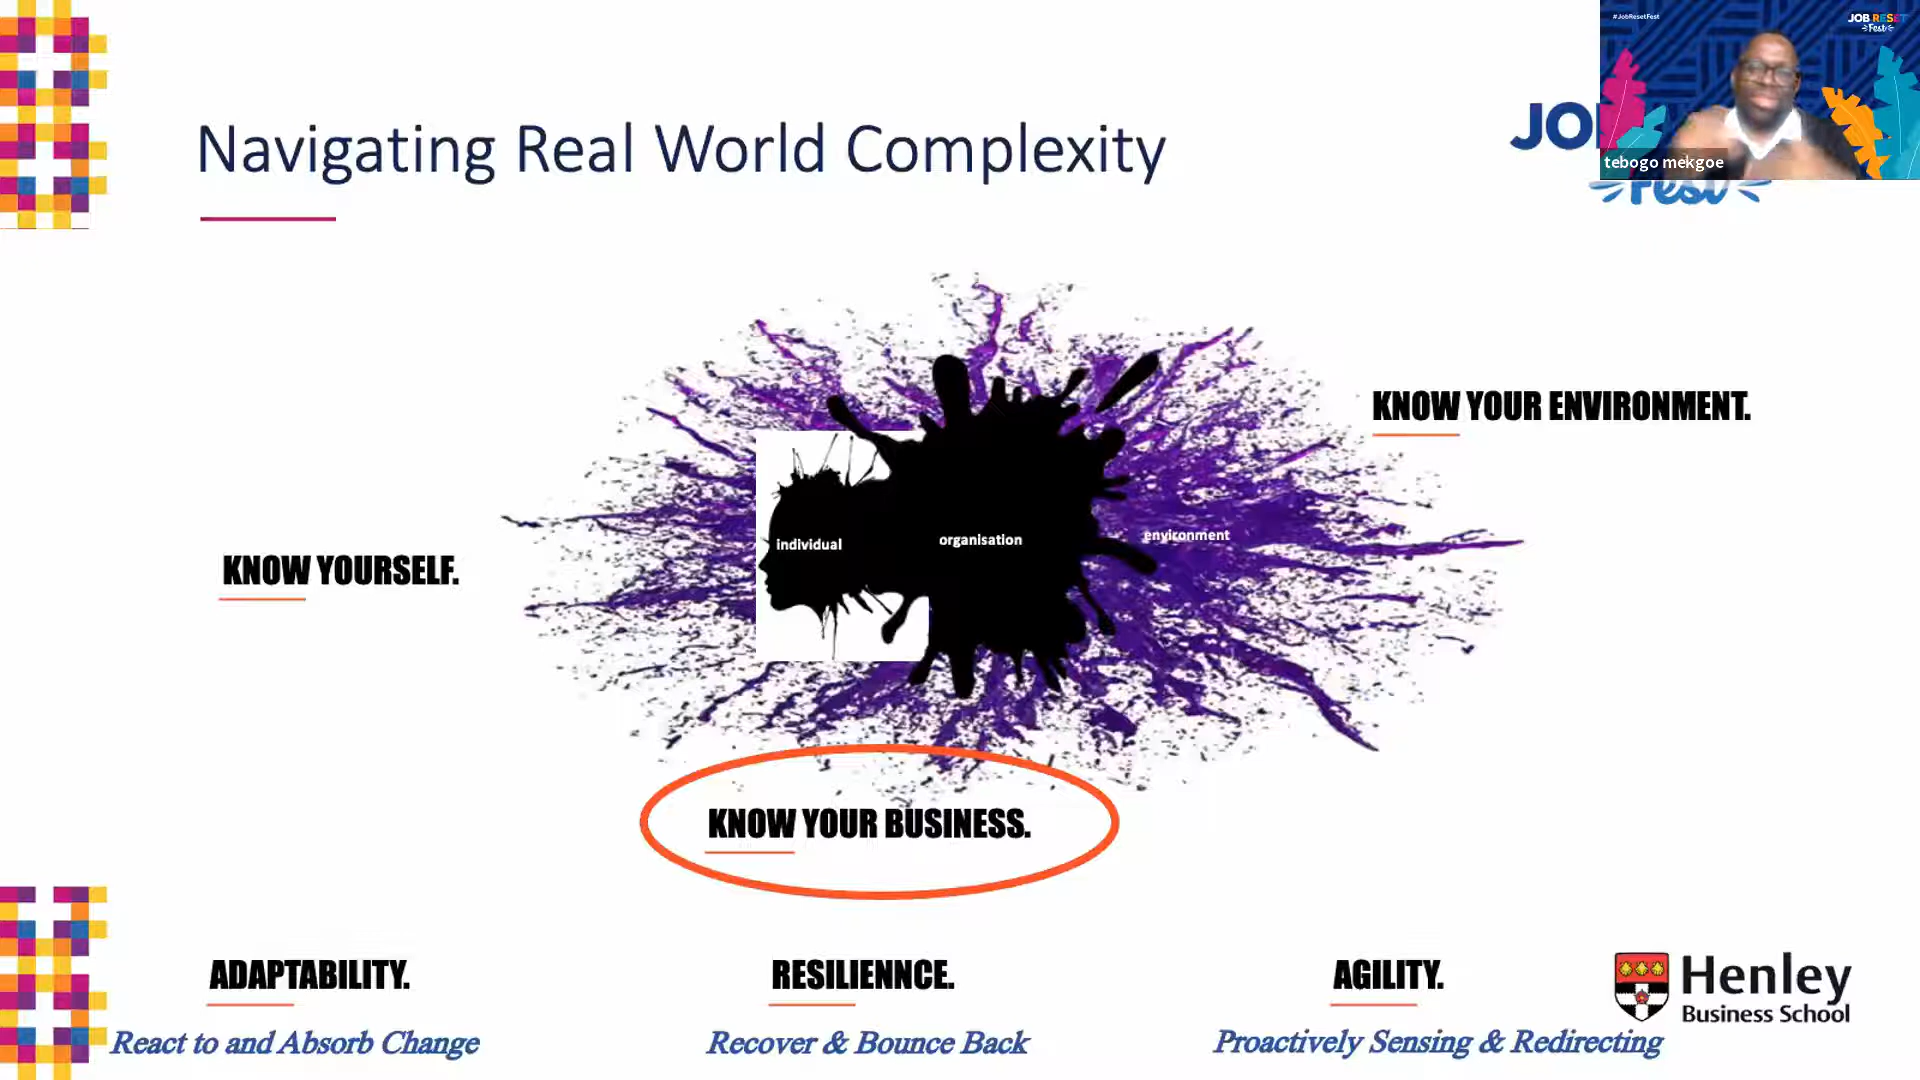 #JobResetFest
JOB RESET
Fest
tebogo mekgoe
Navigating Real World Complexity
JO
Fest
KNOW YOUR ENVIRONMENT.
individual
organisation
environment
KNOW YOURSELF.
KNOW YOUR BUSINESS.
ADAPTABILITY.
RESILIENNCE.
AGILITY.
React to and Absorb Change
Recover & Bounce Back
Proactively Sensing & Redirecting
Henley
Business School